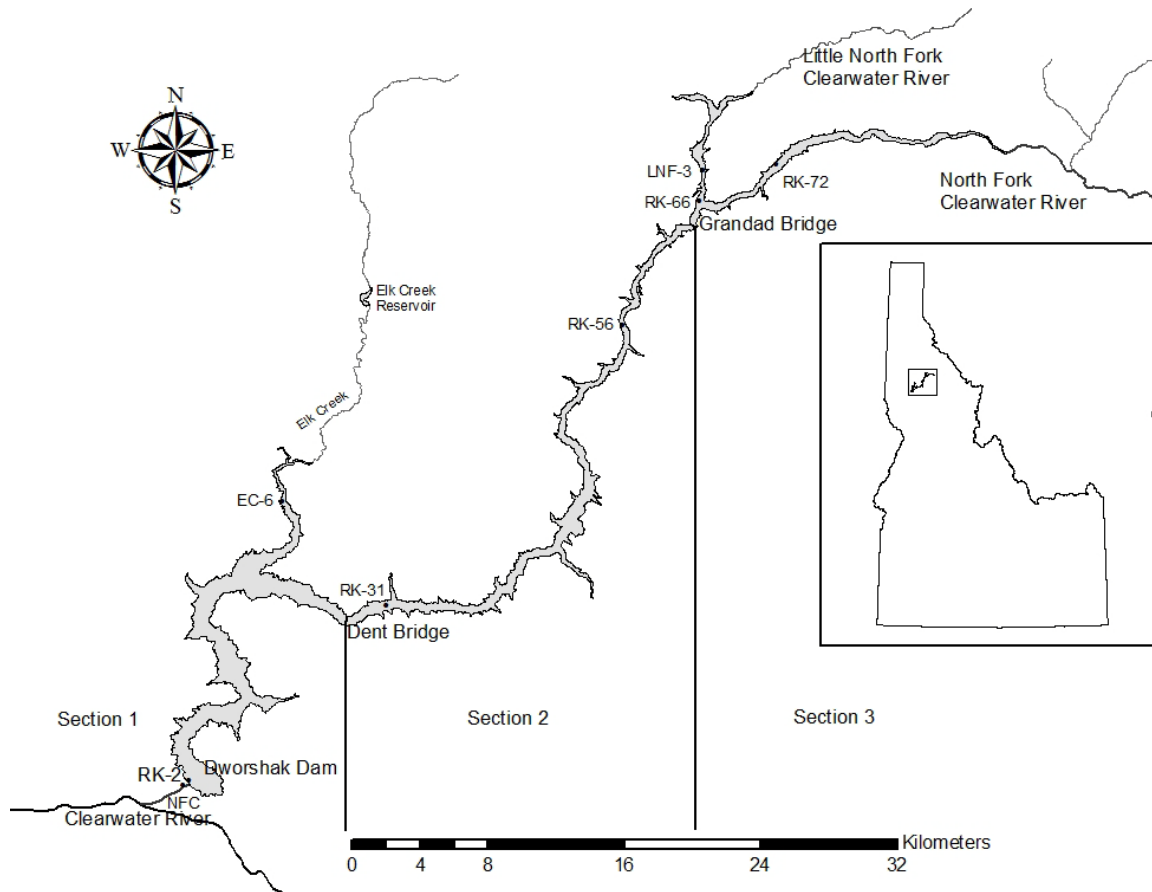 Little North Fork
Clearwater River
N
W E
S
LNF-3
RK-72
RK-66
North Fork
Clearwater River
Grandad Bridge
Elk Creek
Reservoir
RK-56
Elk Creek
EC-6
RK-31
Dent Bridge
Section 1
Section 2
Section 3
Dworshak Dam
RK-2
NFC
Clearwater River
Kilometers
0 2 4 8 16 24 32